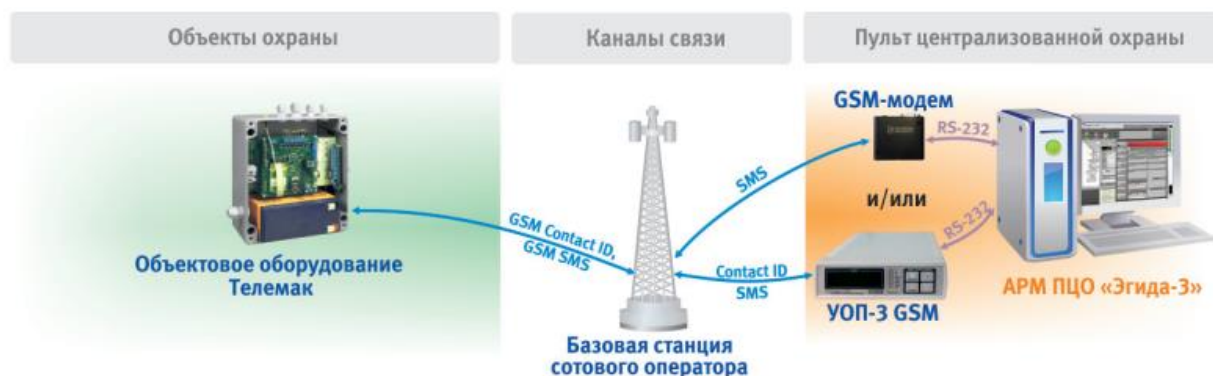 Объекты охраны
Каналы связи
Пульт централизованной охраны
Объектовое оборудование
Телемак
GSM Contact ID,
GSM SMS
SMS
Contact ID
SMS
Базовая станция
сотового оператора
GSM-модем
RS-232
и/или
RS-232
УОП-3 GSM
АРМ ПЦО «Эгида-3»